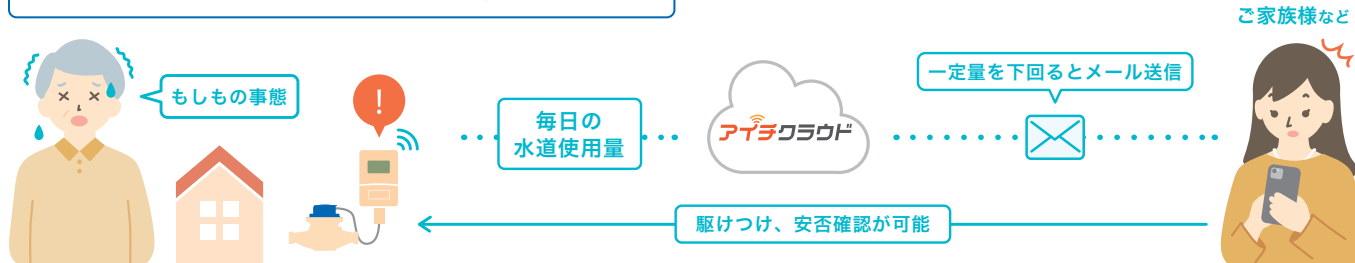 ご家族様など
もしもの事態
!
毎日の
水道使用量
アイチクラウド
一定量を下回るとメール送信
駆けつけ、安否確認が可能